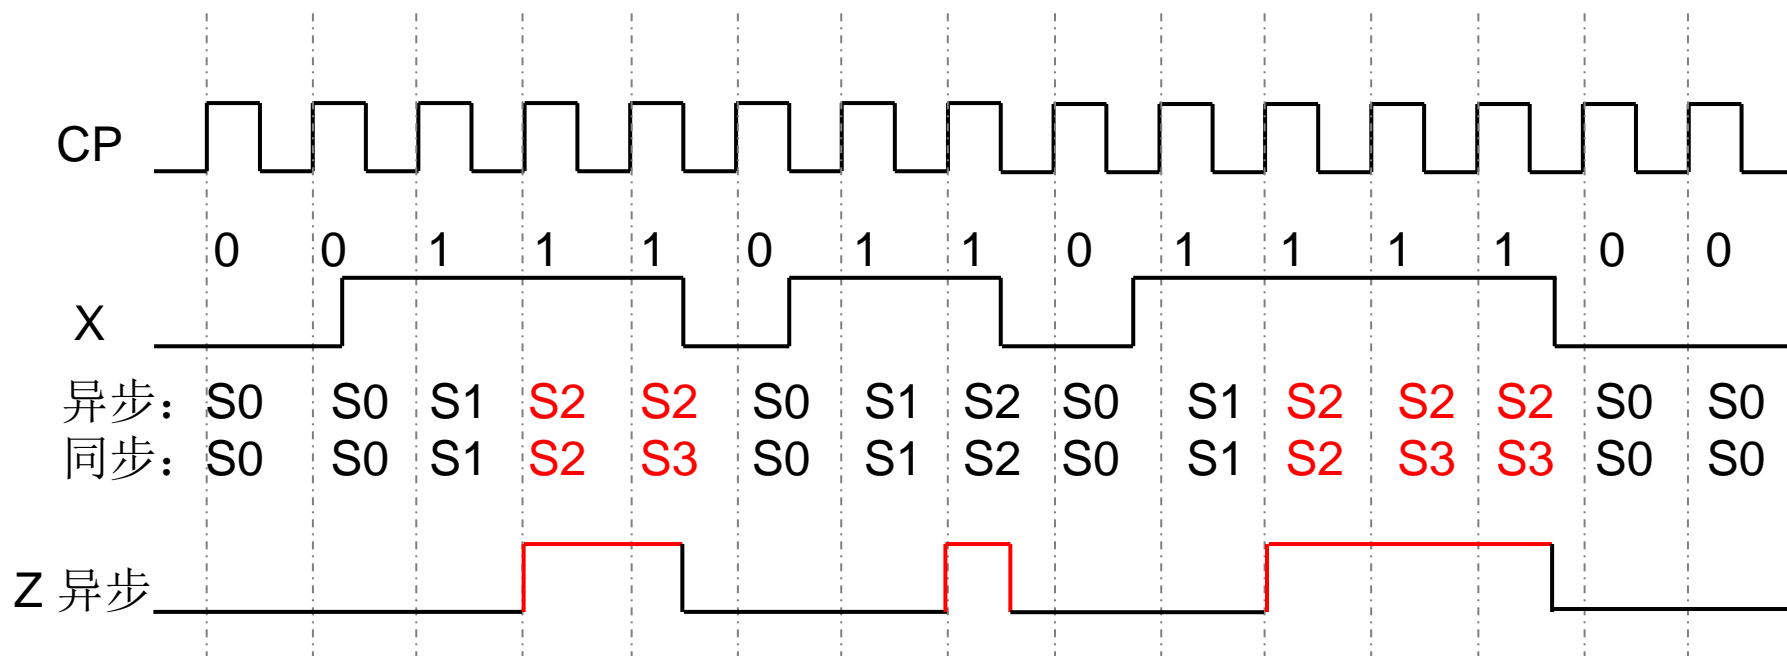 CP
0 0 1 1 1 0 1 1 0 1 1 1 1 0 0
X
异步: S0 S0 S1 S2 S2 S0 S1 S2 S0 S1 S2 S2 S2 S0 S0
同步: S0 S0 S1 S2 S3 S0 S1 S2 S0 S1 S2 S3 S3 S0 S0
Z 异步